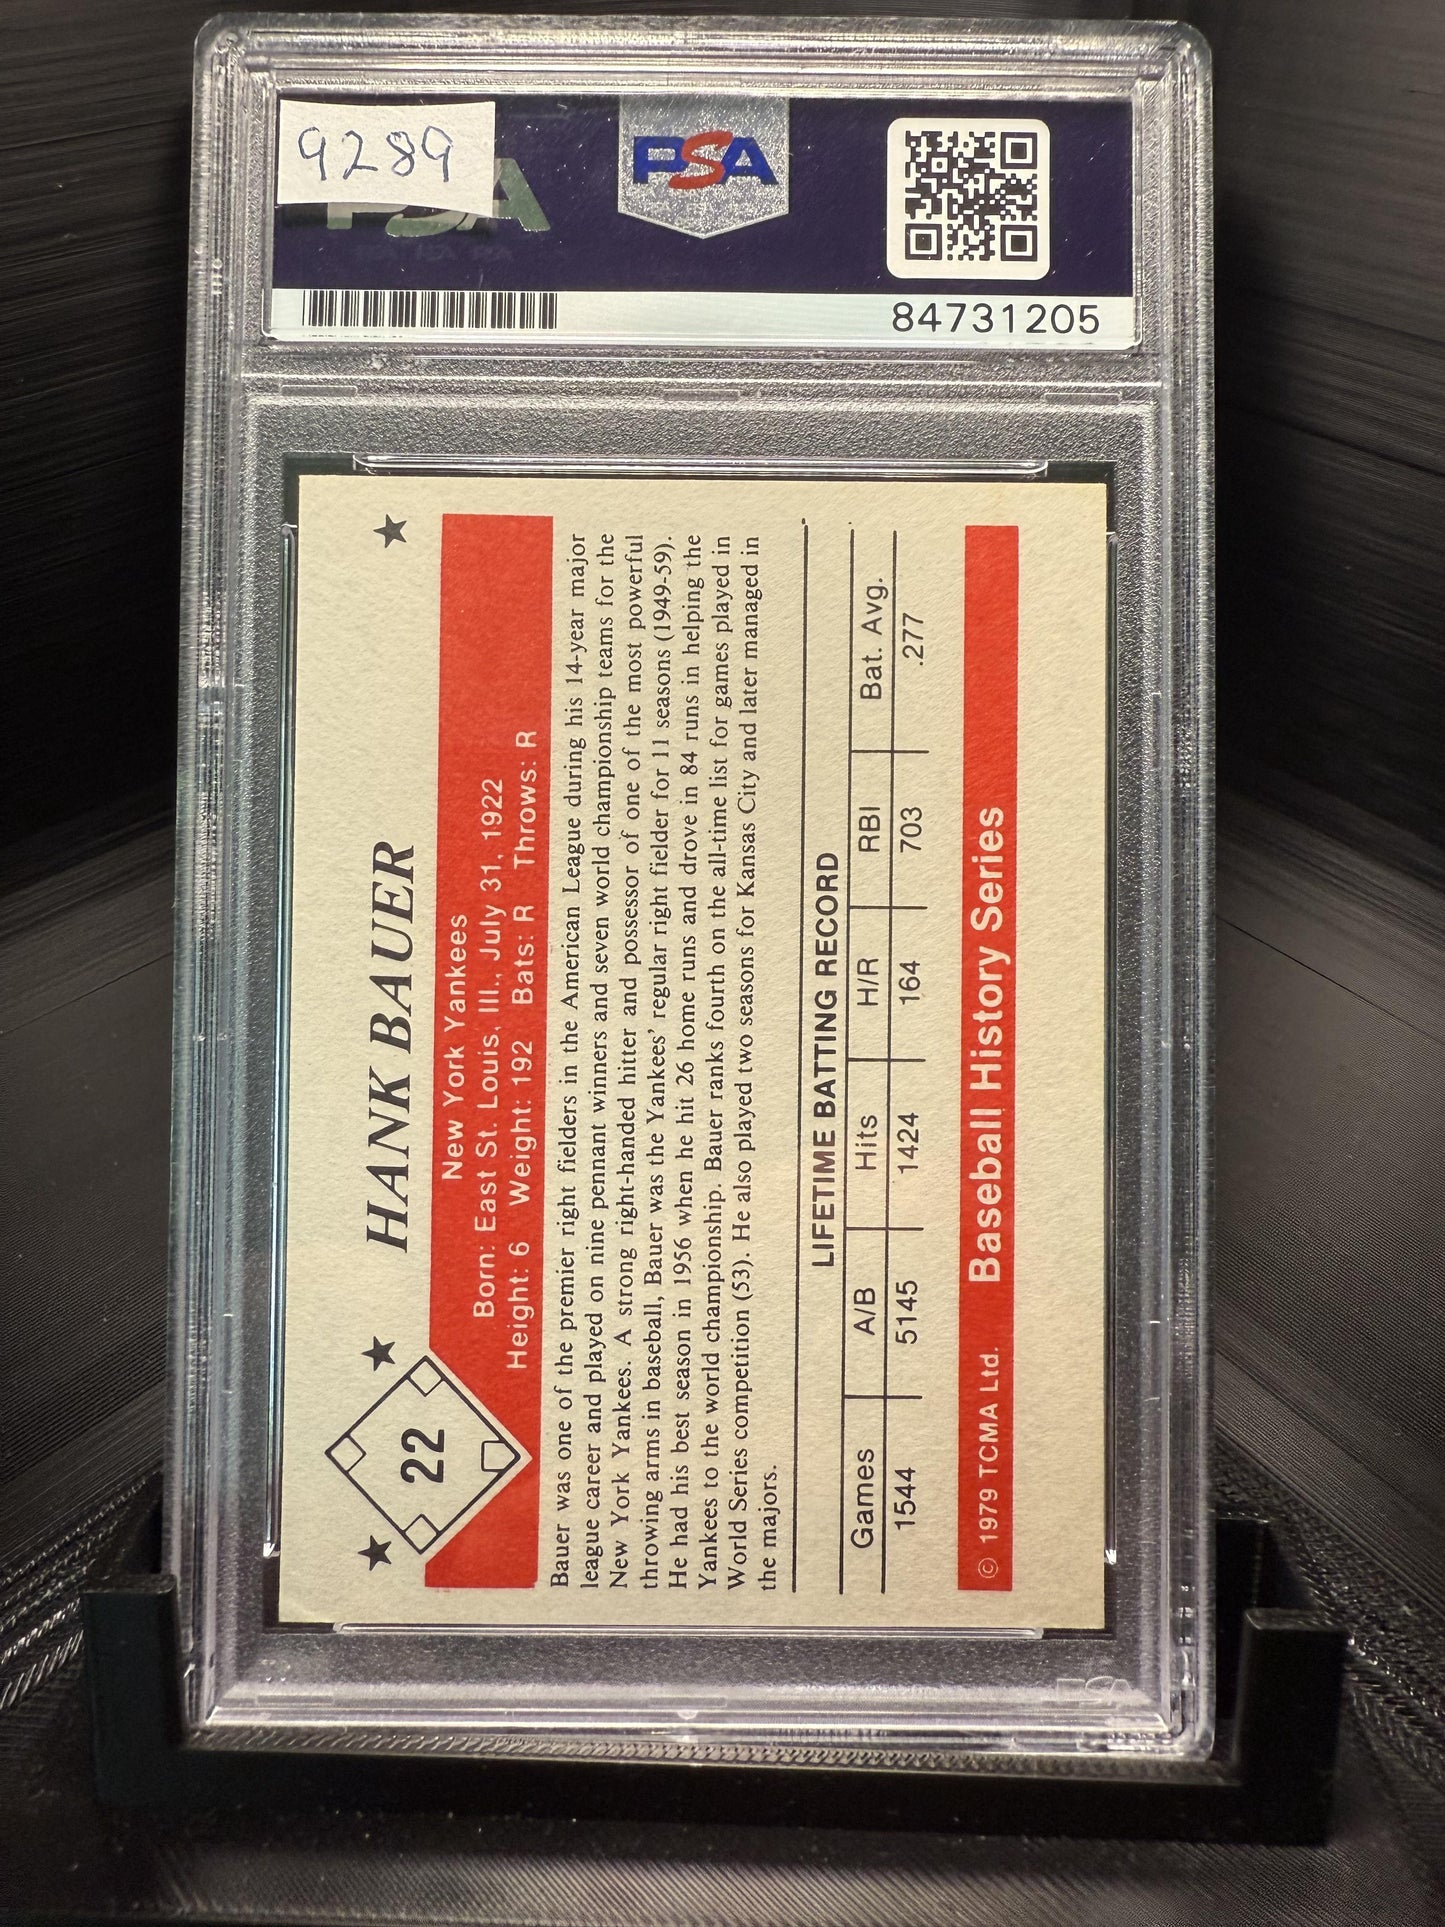 9289
PSA
PSA
84731205
22
HANK BAUER
New York Yankees
Born: East St. Louis, Ill., July 31, 1922
Height: 6 Weight: 192 Bats: R Throws: R
Bauer was one of the premier right fielders in the American League during his 14-year major
league career and played on nine pennant winners and seven world championship teams for the
New York Yankees. A strong right-handed hitter and possessor of one of the most powerful
throwing arms in baseball, Bauer was the Yankees' regular right fielder for 11 seasons (1949-59).
He had his best season in 1956 when he hit 26 home runs and drove in 84 runs in helping the
Yankees to the world championship. Bauer ranks fourth on the all-time list for games played in
World Series competition (53). He also played two seasons for Kansas City and later managed in
the majors.
LIFETIME BATTING RECORD
Games A/B Hits H/R RBI Bat. Avg.
1544 5145 1424 164 703 .277
© 1979 TCMA Ltd. Baseball History Series
PSA